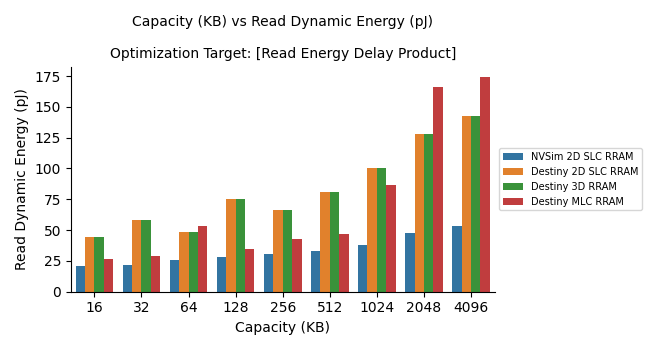 Capacity (KB) vs Read Dynamic Energy (pJ)
Optimization Target: [Read Energy Delay Product]
Read Dynamic Energy (pJ)
175
150
125
100
75
50
25
0
16 32 64 128 256 512 1024 2048 4096
Capacity (KB)
NVSim 2D SLC RRAM
Destiny 2D SLC RRAM
Destiny 3D RRAM
Destiny MLC RRAM